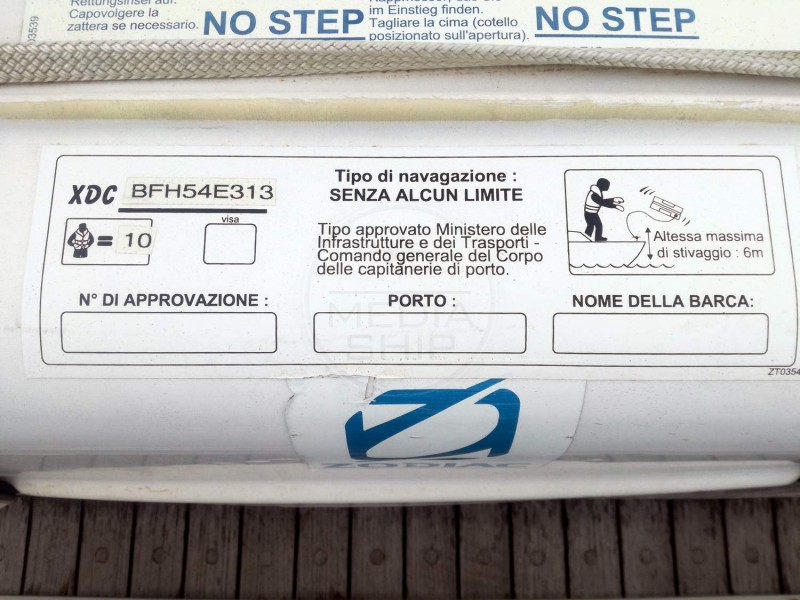 Rettungsinsel auf.
Capovolgere la
zattera se necessario.
NO STEP
im Einstieg finden.
Tagliare la cima (cotello
posizionato sull'apertura).
NO STEP
03539
XDC BFH54E313
= 10
visa
Tipo di navagazione :
SENZA ALCUN LIMITE
Tipo approvato Ministero delle
Infrastrutture e dei Trasporti -
Comando generale del Corpo
delle capitanerie di porto.
Altessa massima
di stivaggio : 6m
N° DI APPROVAZIONE :
PORTO :
NOME DELLA BARCA:
MEDIA
SHIP
ZT0354
ZODIAC